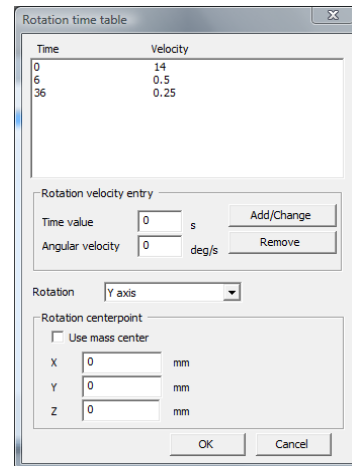 Rotation time table
Time Velocity
0 14
6 0.5
36 0.25
Rotation velocity entry
Time value 0 s Add/Change
Angular velocity 0 deg/s Remove
Rotation Y axis
Rotation centerpoint
Use mass center
X 0 mm
Y 0 mm
Z 0 mm
OK Cancel